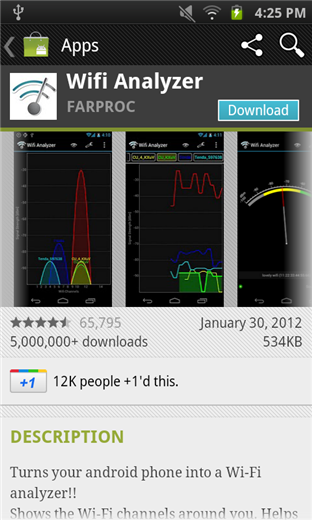 4:25 PM
Apps
Wifi Analyzer
FARPROC
Download
Wifi Analyzer
Wifi Analyzer
Wifi Analyzer
65,795
January 30, 2012
5,000,000+ downloads
534KB
+1
12K people +1'd this.
DESCRIPTION
Turns your android phone into a Wi-Fi
analyzer!!
Shows the Wi-Fi channels around you. Helps